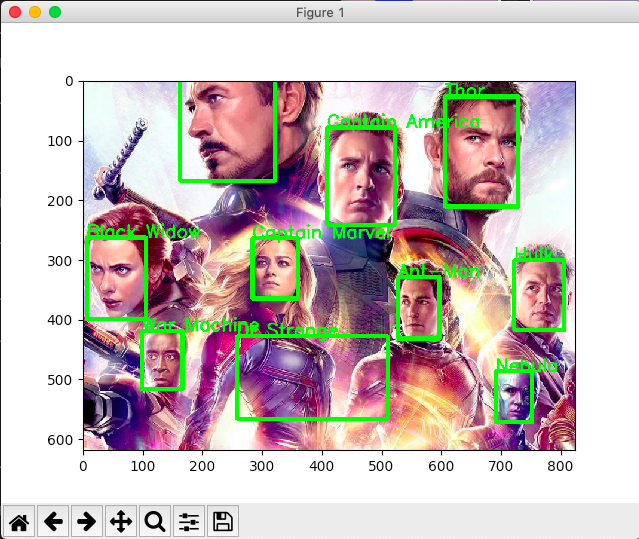 Figure 1
0
100
200
300
400
500
600
0 100 200 300 400 500 600 700 800
Thor
Captain America
Black Widow
Captain Marvel
Hulk
Ant-Man
War Machine
Strange
Nebula